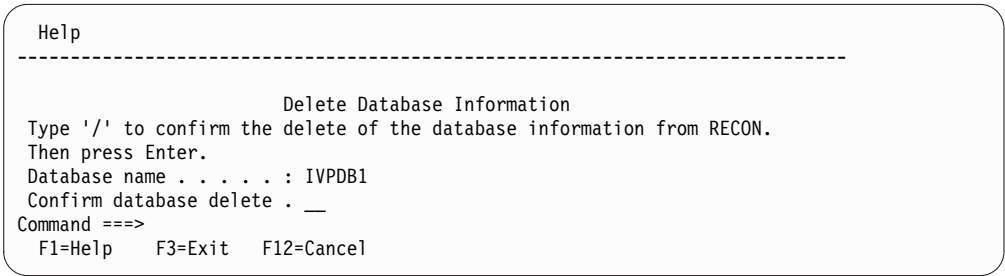 Help
-------------------------------------------------------------------------------
Delete Database Information
Type '/' to confirm the delete of the database information from RECON.
Then press Enter.
Database name . . . . . : IVPDB1
Confirm database delete . __
Command ===>
F1=Help F3=Exit F12=Cancel